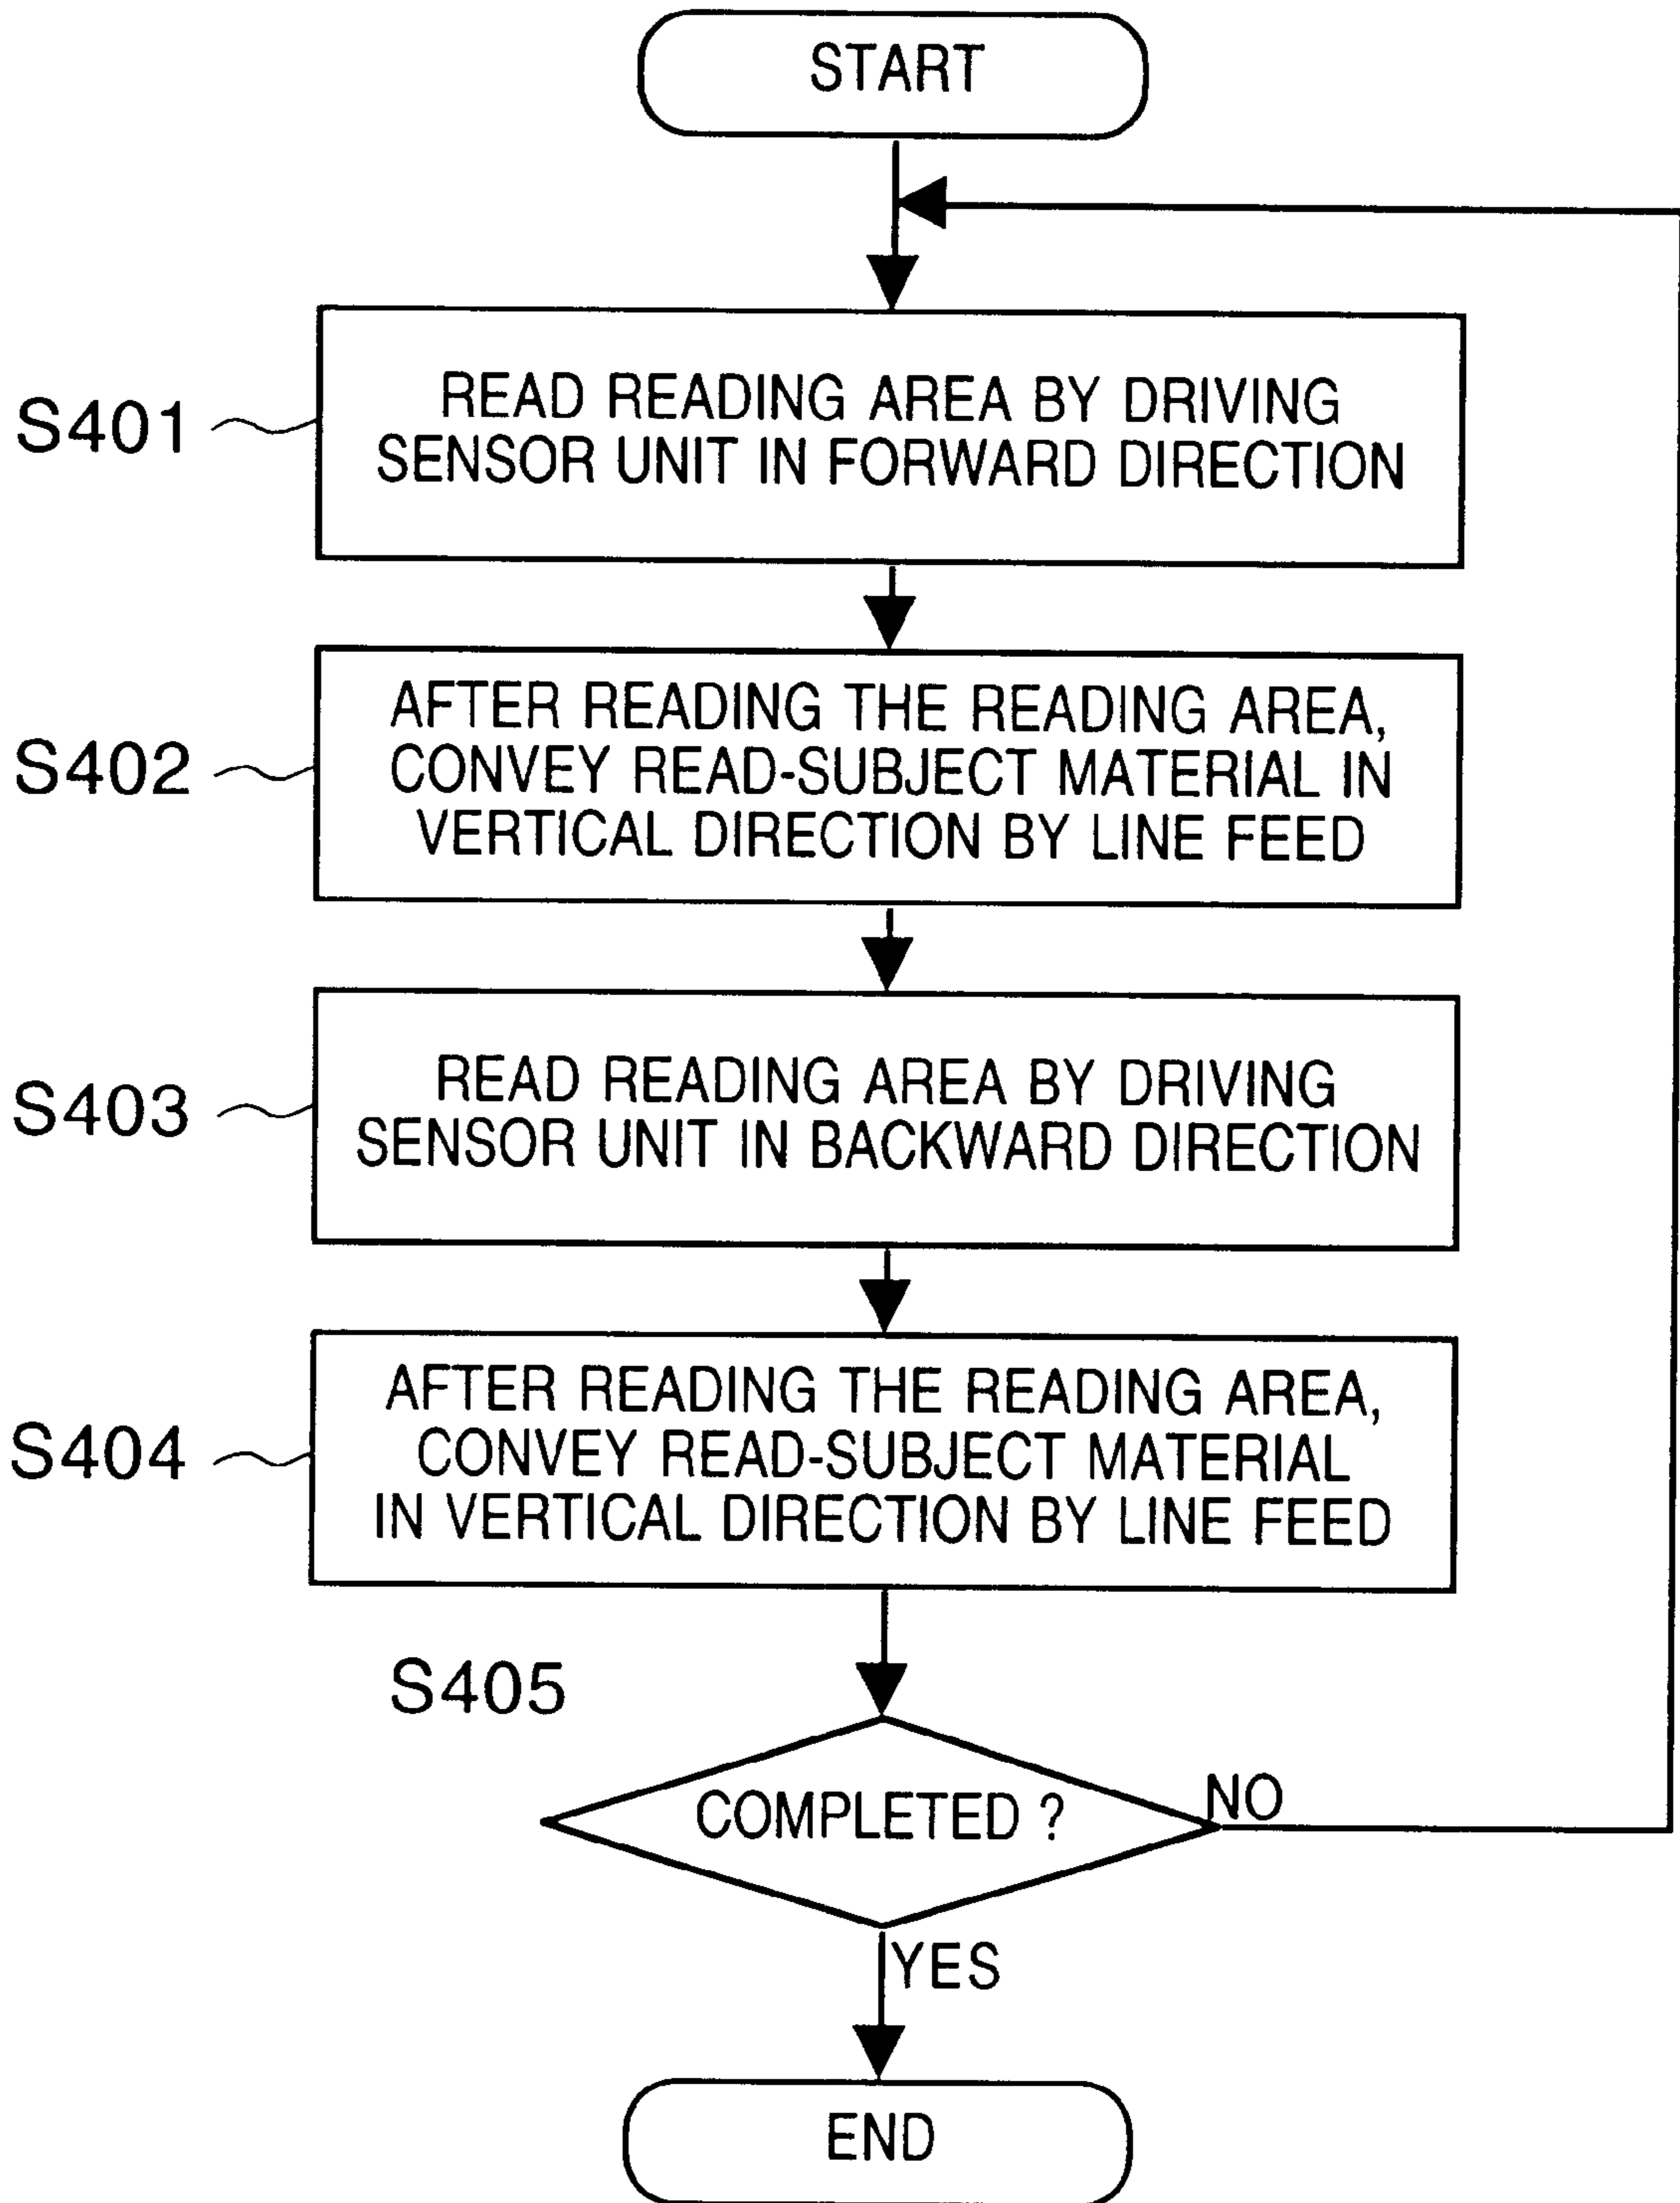 START
S401
READ READING AREA BY DRIVING
SENSOR UNIT IN FORWARD DIRECTION
S402
AFTER READING THE READING AREA,
CONVEY READ-SUBJECT MATERIAL IN
VERTICAL DIRECTION BY LINE FEED
S403
READ READING AREA BY DRIVING
SENSOR UNIT IN BACKWARD DIRECTION
S404
AFTER READING THE READING AREA,
CONVEY READ-SUBJECT MATERIAL
IN VERTICAL DIRECTION BY LINE FEED
S405
COMPLETED ?
NO
YES
END